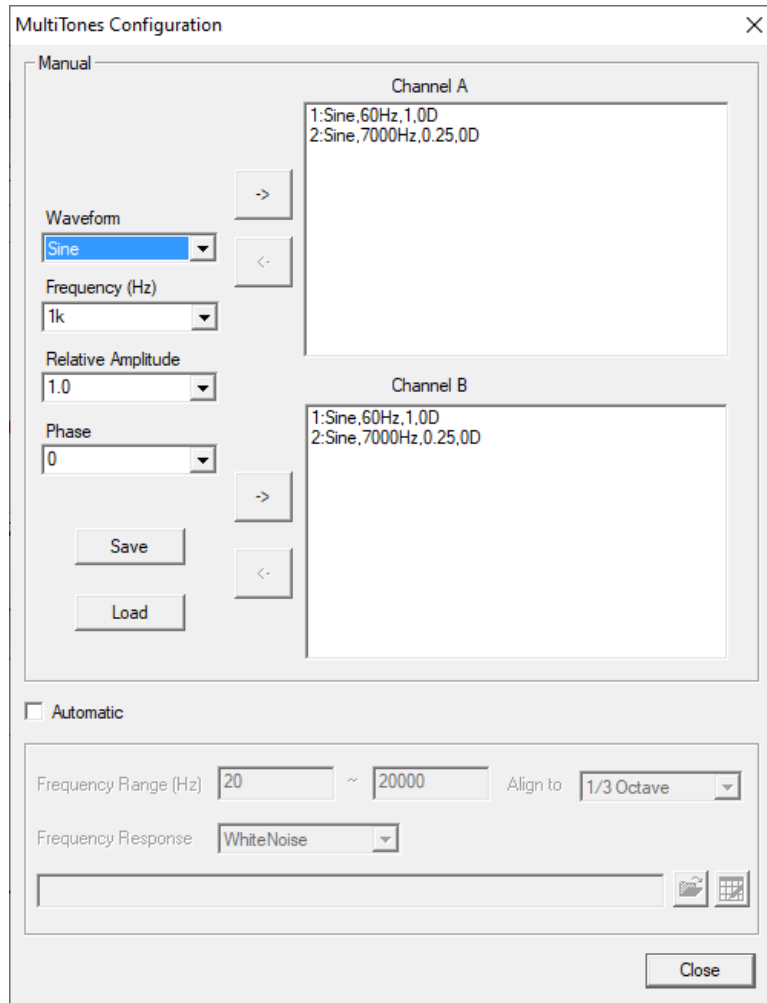 MultiTones Configuration
Manual
Channel A
1:Sine,60Hz,1,0D
2:Sine,7000Hz,0.25,0D
->
<-
Waveform
Sine
Frequency (Hz)
1k
Relative Amplitude
1.0
Phase
0
Channel B
1:Sine,60Hz,1,0D
2:Sine,7000Hz,0.25,0D
->
<-
Save
Load
Automatic
Frequency Range (Hz) 20 ~ 20000 Align to 1/3 Octave
Frequency Response WhiteNoise
Close